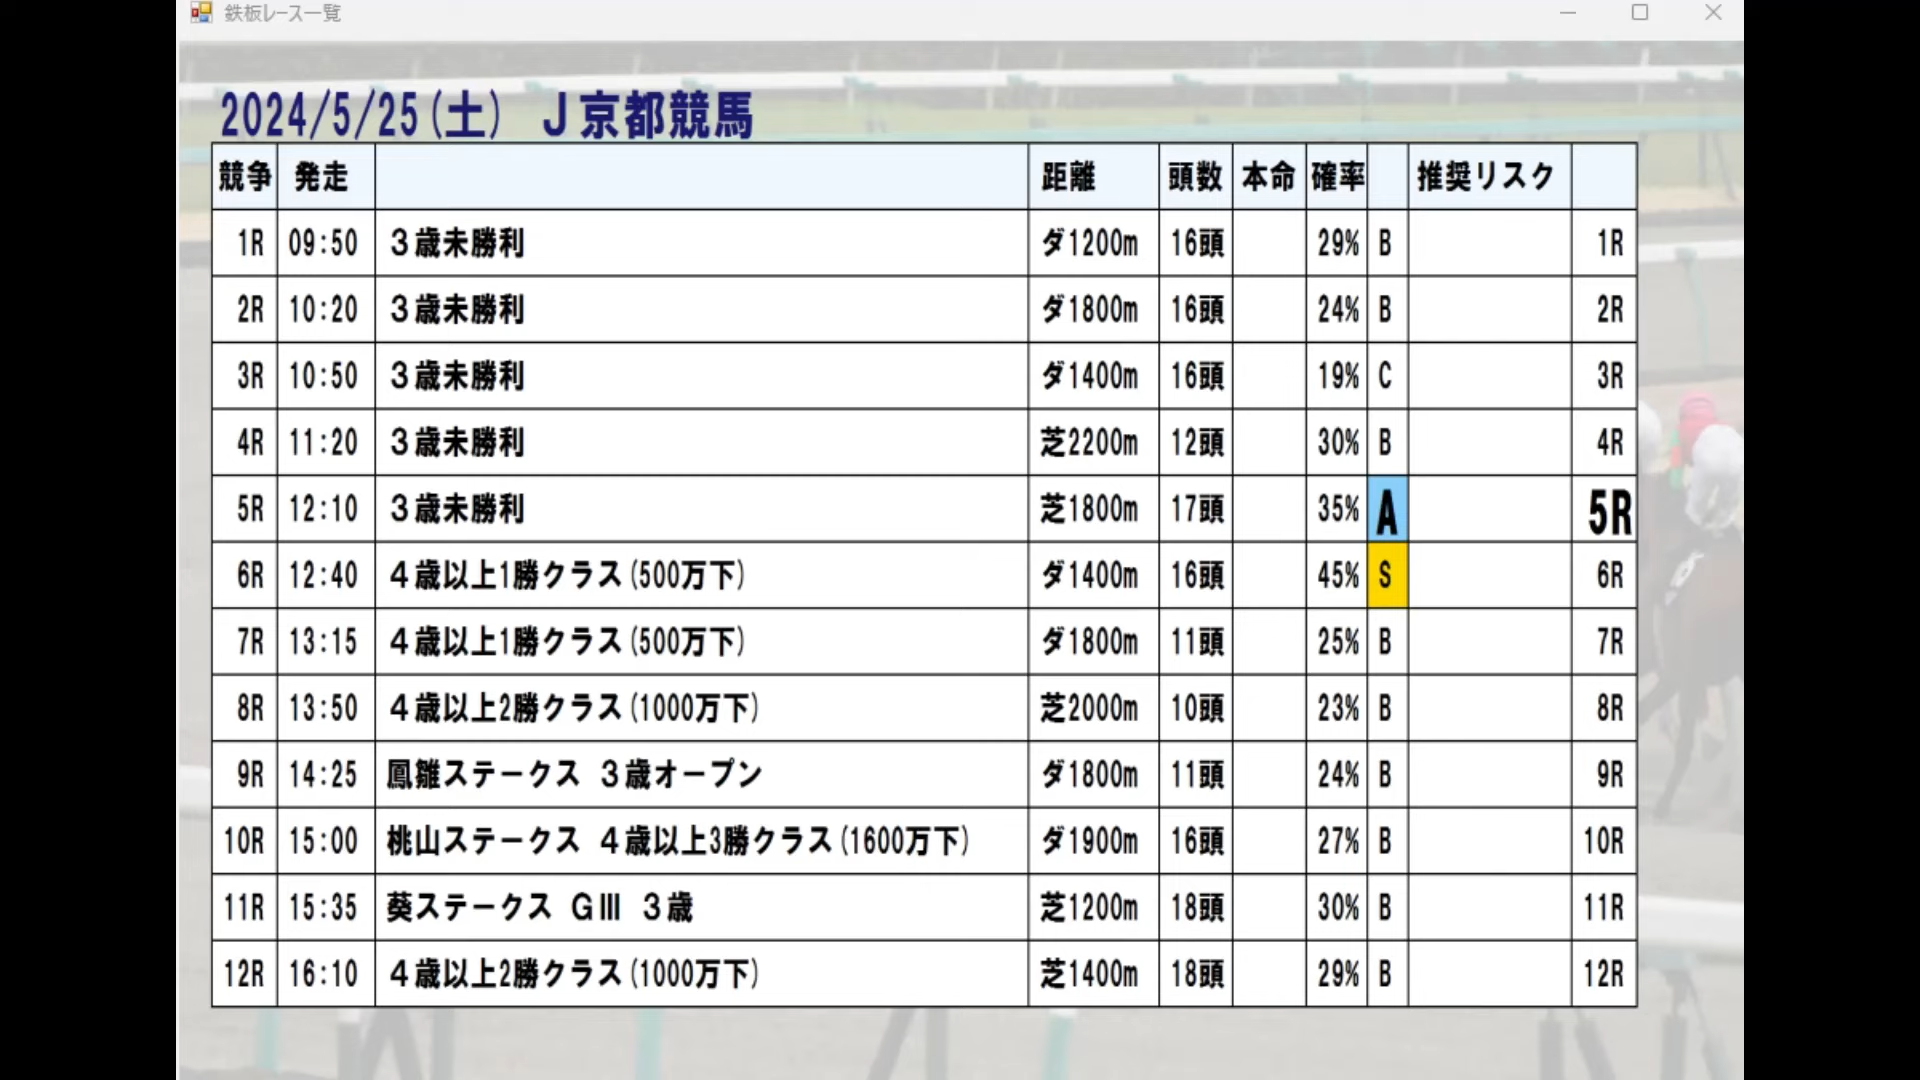 鉄板レース一覧
2024/5/25(土) J京都競馬
競争 発走 距離 頭数 本命 確率 推奨リスク
1R 09:50 3歳未勝利 ダ1200m 16頭 29% B 1R
2R 10:20 3歳未勝利 ダ1800m 16頭 24% B 2R
3R 10:50 3歳未勝利 ダ1400m 16頭 19% C 3R
4R 11:20 3歳未勝利 芝2200m 12頭 30% B 4R
5R 12:10 3歳未勝利 芝1800m 17頭 35% A 5R
6R 12:40 4歳以上1勝クラス(500万下) ダ1400m 16頭 45% S 6R
7R 13:15 4歳以上1勝クラス(500万下) ダ1800m 11頭 25% B 7R
8R 13:50 4歳以上2勝クラス(1000万下) 芝2000m 10頭 23% B 8R
9R 14:25 鳳雛ステークス 3歳オープン ダ1800m 11頭 24% B 9R
10R 15:00 桃山ステークス 4歳以上3勝クラス(1600万下) ダ1900m 16頭 27% B 10R
11R 15:35 葵ステークス GⅢ 3歳 芝1200m 18頭 30% B 11R
12R 16:10 4歳以上2勝クラス(1000万下) 芝1400m 18頭 29% B 12R